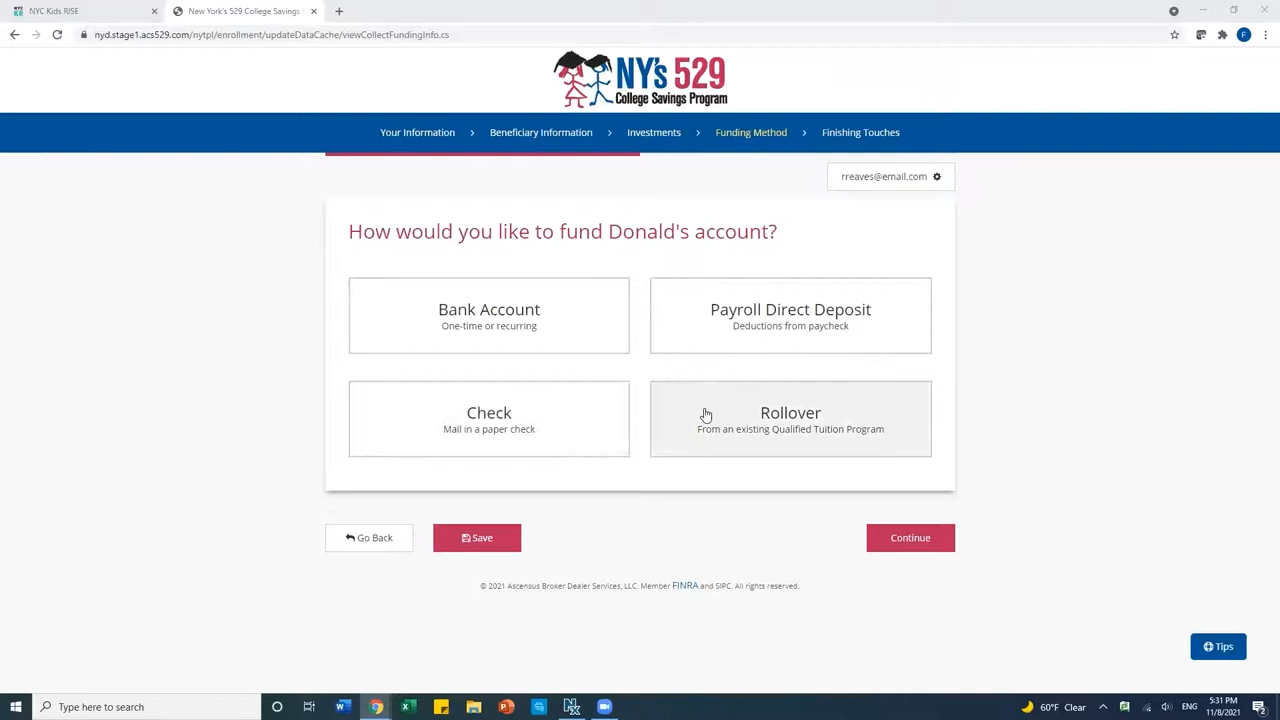 NYC Kids RISE
New York's 529 College Savings
nyd.stage1.acs529.com/nytpl/enrollment/updateDataCache/viewCollectFundingInfo.cs
F
NY's 529
College Savings Program
Your Information
Beneficiary Information
Investments
Funding Method
Finishing Touches
rreaves@email.com
How would you like to fund Donald's account?
Bank Account
One-time or recurring
Payroll Direct Deposit
Deductions from paycheck
Check
Mail in a paper check
Rollover
From an existing Qualified Tuition Program
Go Back
Save
Continue
© 2021 Ascensus Broker Dealer Services, LLC. Member FINRA and SIPC. All rights reserved.
Tips
Type here to search
60°F Clear
ENG
5:31 PM
11/8/2021